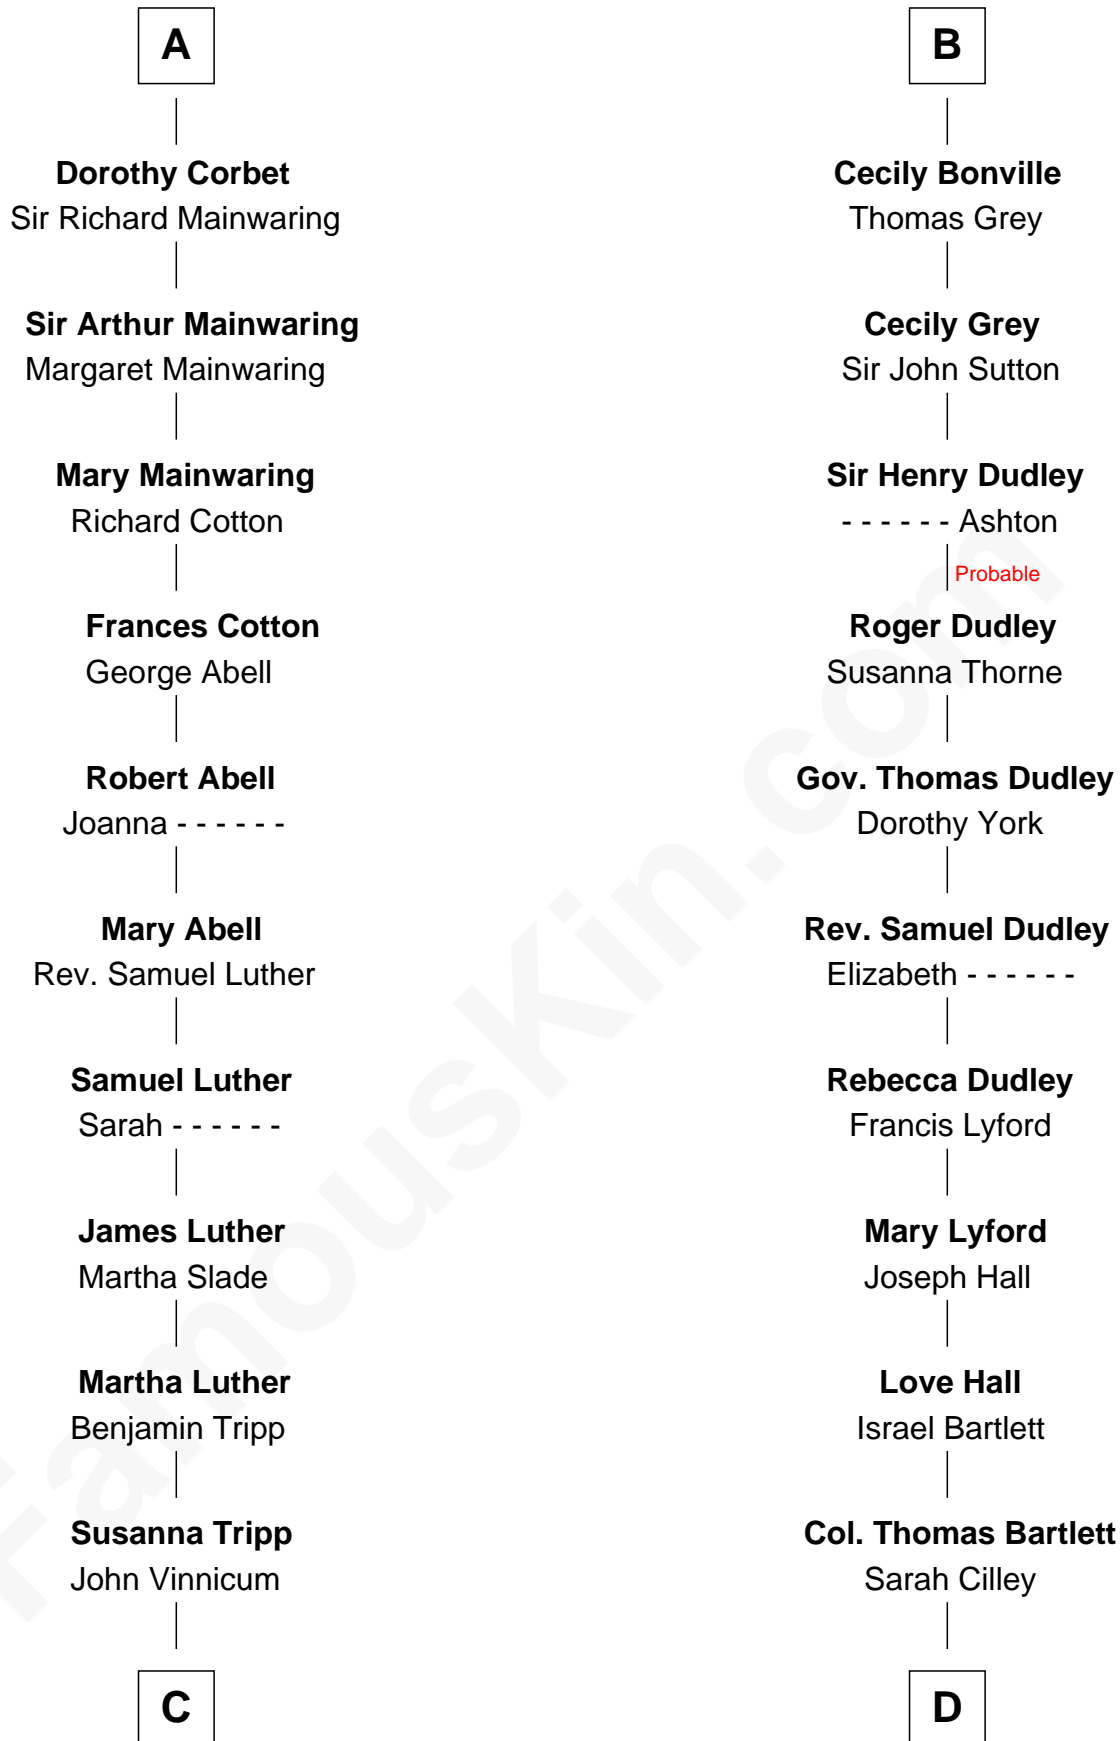 A
Dorothy Corbet
Sir Richard Mainwaring
Sir Arthur Mainwaring
Margaret Mainwaring
Mary Mainwaring
Richard Cotton
Frances Cotton
George Abell
Robert Abell
Joanna - - - - - -
Mary Abell
Rev. Samuel Luther
Samuel Luther
Sarah - - - - - -
James Luther
Martha Slade
Martha Luther
Benjamin Tripp
Susanna Tripp
John Vinnicum
C
B
Cecily Bonville
Thomas Grey
Cecily Grey
Sir John Sutton
Sir Henry Dudley
- - - - - - Ashton
Probable
Roger Dudley
Susanna Thorne
Gov. Thomas Dudley
Dorothy York
Rev. Samuel Dudley
Elizabeth - - - - - -
Rebecca Dudley
Francis Lyford
Mary Lyford
Joseph Hall
Love Hall
Israel Bartlett
Col. Thomas Bartlett
Sarah Cilley
D
FamousKin.com